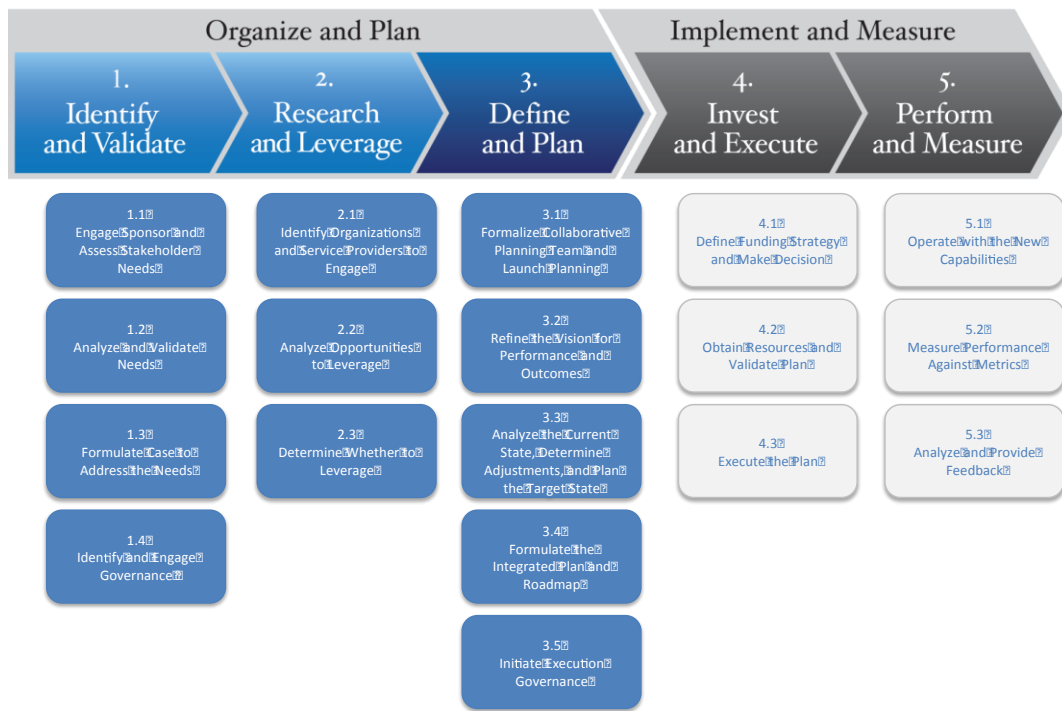 Organize and Plan
Implement and Measure
1.
Identify
and Validate
2.
Research
and Leverage
3.
Define
and Plan
4.
Invest
and Execute
5.
Perform
and Measure
1.1
Engage Sponsor and
Assess Stakeholder
Needs
1.2
Analyze and Validate
Needs
1.3
Formulate Case to
Address the Needs
1.4
Identify and Engage
Governance
2.1
Identify Organizations
and Service Providers to
Engage
2.2
Analyze Opportunities
to Leverage
2.3
Determine Whether to
Leverage
3.1
Formalize Collaborative
Planning Team and
Launch Planning
3.2
Refine the Vision for
Performance and
Outcomes
3.3
Analyze the Current
State, Determine
Adjustments, and Plan
the Target State
3.4
Formulate the
Integrated Plan and
Roadmap
3.5
Initiate Execution
Governance
4.1
Define Funding Strategy
and Make Decision
4.2
Obtain Resources and
Validate Plan
4.3
Execute the Plan
5.1
Operate with the New
Capabilities
5.2
Measure Performance
Against Metrics
5.3
Analyze and Provide
Feedback